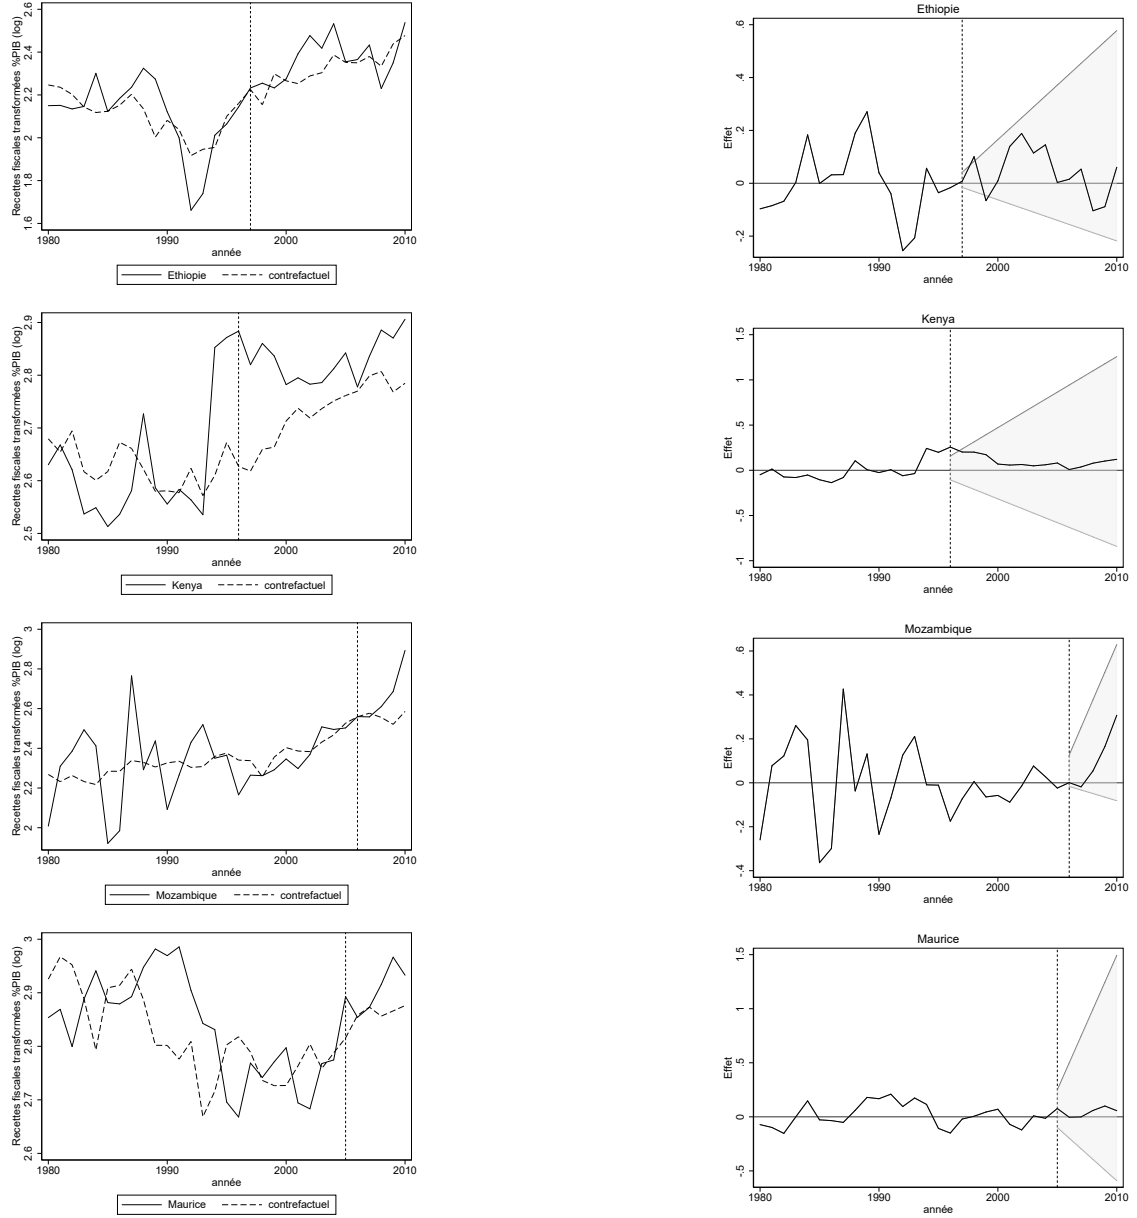 Recettes fiscales transformées %PIB (log)
2.6
2.4
2.2
2
1.8
1.6
1980 1990 2000 2010
année
Ethiopie contrefactuel
Ethiopie
Effet
.6
.4
.2
0
-.2
1980 1990 2000 2010
année
Recettes fiscales transformées %PIB (log)
2.9
2.8
2.7
2.6
2.5
1980 1990 2000 2010
année
Kenya contrefactuel
Kenya
Effet
1.5
1
.5
0
-.5
-1
1980 1990 2000 2010
année
Recettes fiscales transformées %PIB (log)
3
2.8
2.6
2.4
2.2
2
1980 1990 2000 2010
année
Mozambique contrefactuel
Mozambique
Effet
.6
.4
.2
0
-.2
-.4
1980 1990 2000 2010
année
Recettes fiscales transformées %PIB (log)
3
2.9
2.8
2.7
2.6
1980 1990 2000 2010
année
Maurice contrefactuel
Maurice
Effet
1.5
1
.5
0
-.5
1980 1990 2000 2010
année